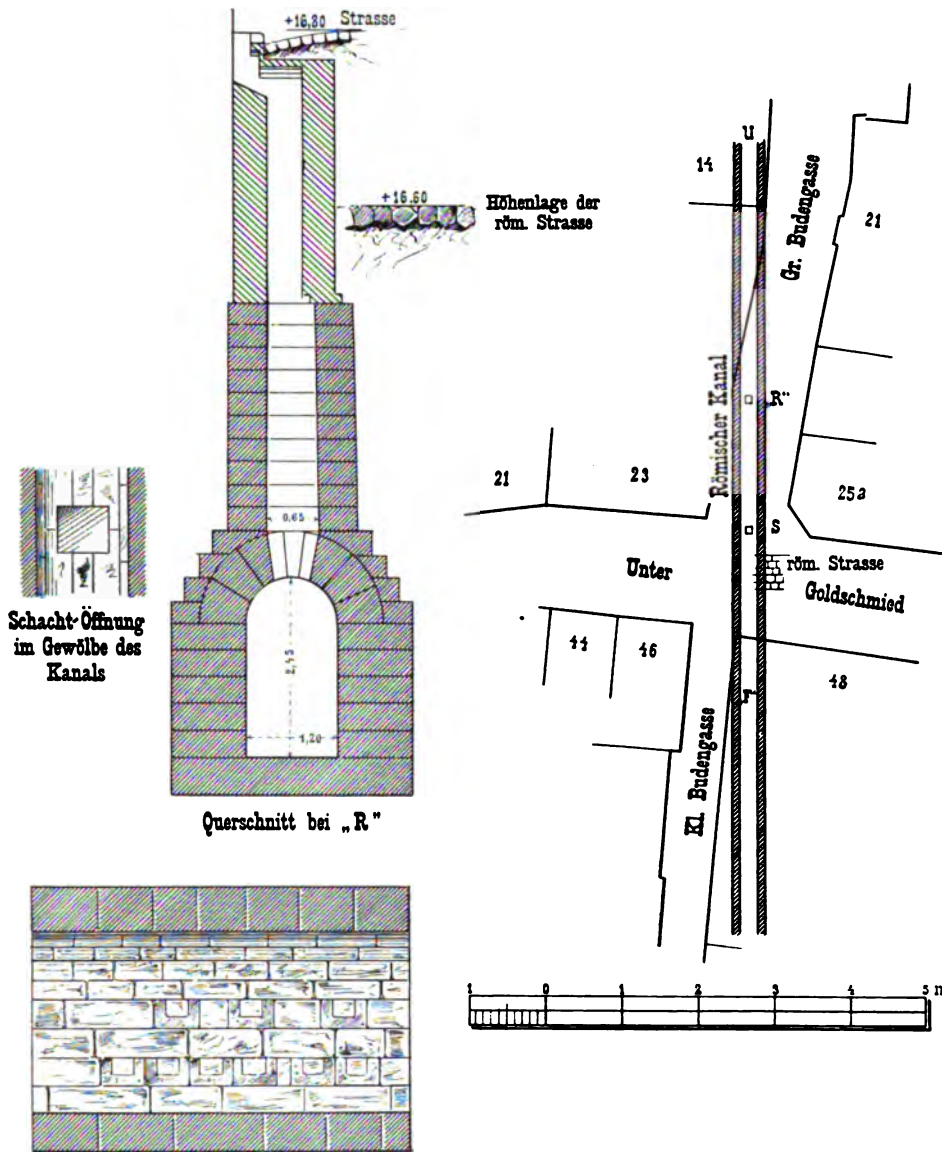 +16,80 Strasse
+16.60
Höhenlage der
röm. Strasse
0,65
2,45
1,20
Schacht-Öffnung
im Gewölbe des
Kanals
Querschnitt bei „R"
U
14
Gr. Budengasse
21
Römischer Kanal
„R"
21
23
25a
S
röm. Strasse
Unter
Goldschmied
44
46
48
Kl. Budengasse
1 0 1 2 3 4 5 m